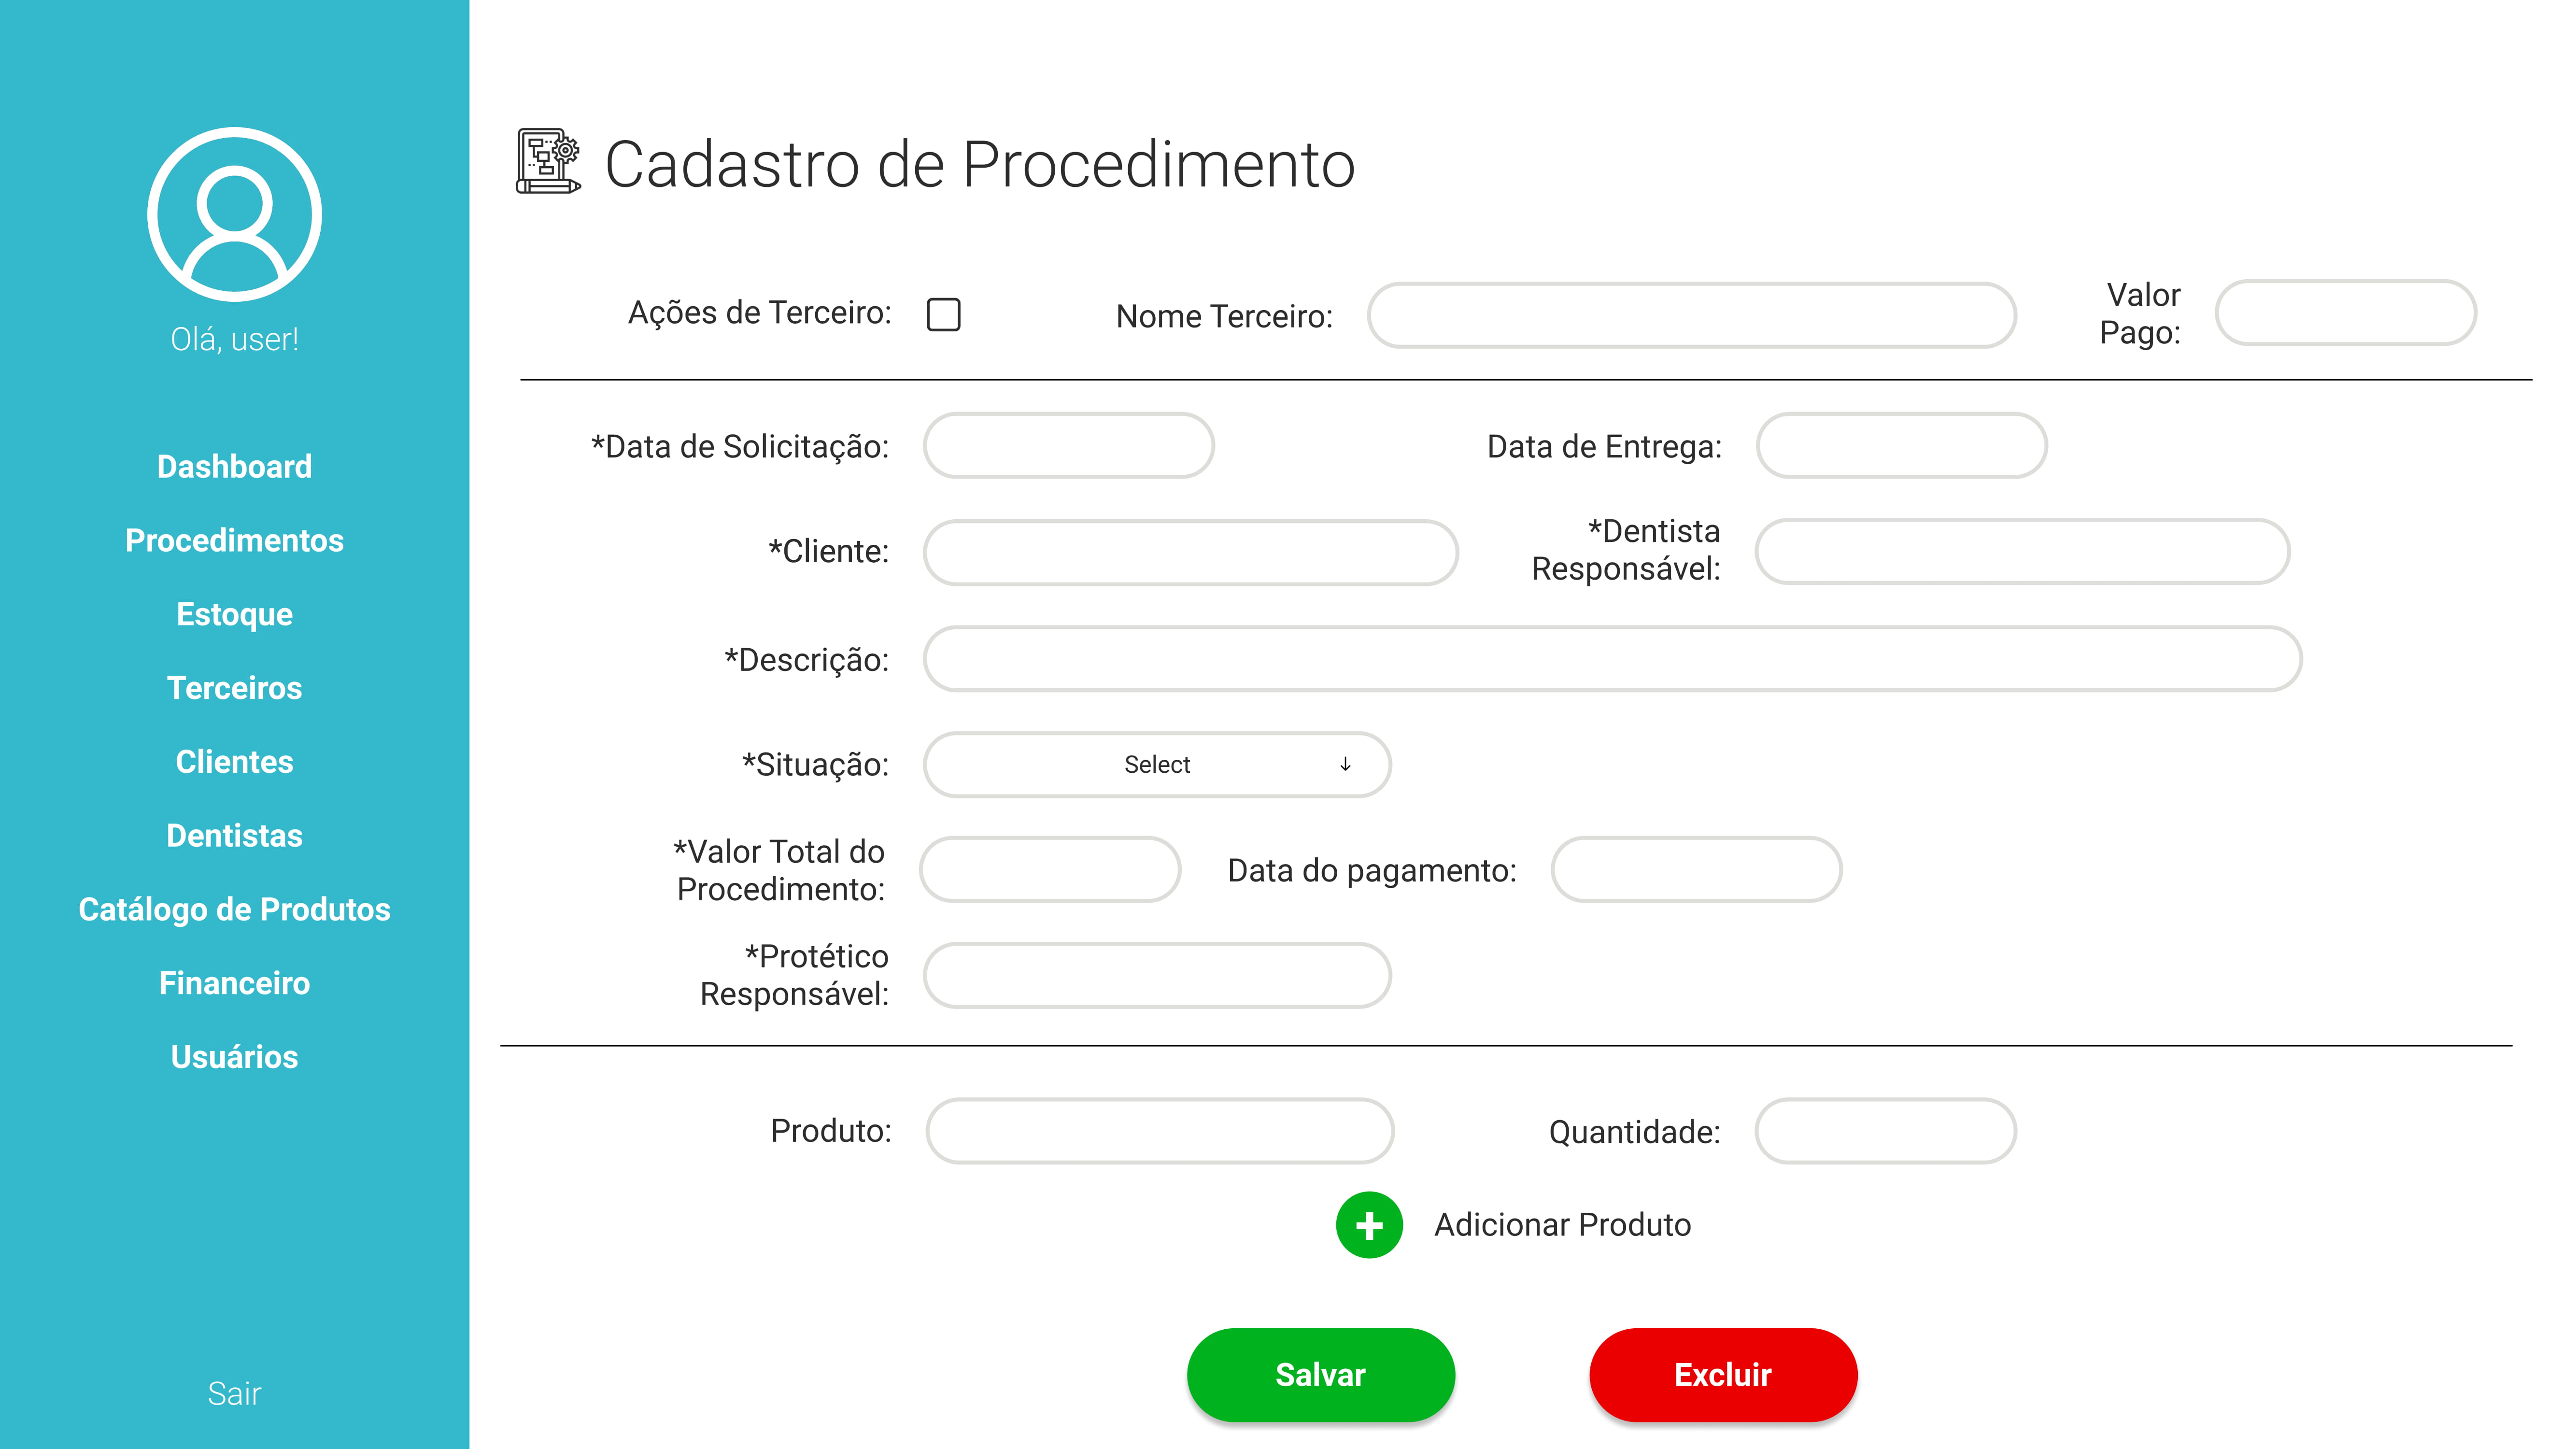 Olá, user!
Dashboard
Procedimentos
Estoque
Terceiros
Clientes
Dentistas
Catálogo de Produtos
Financeiro
Usuários
Sair
Cadastro de Procedimento
Ações de Terceiro:
Nome Terceiro:
Valor
Pago:
*Data de Solicitação:
Data de Entrega:
*Cliente:
*Dentista
Responsável:
*Descrição:
*Situação:
Select
*Valor Total do
Procedimento:
Data do pagamento:
*Protético
Responsável:
Produto:
Quantidade:
Adicionar Produto
Salvar
Excluir